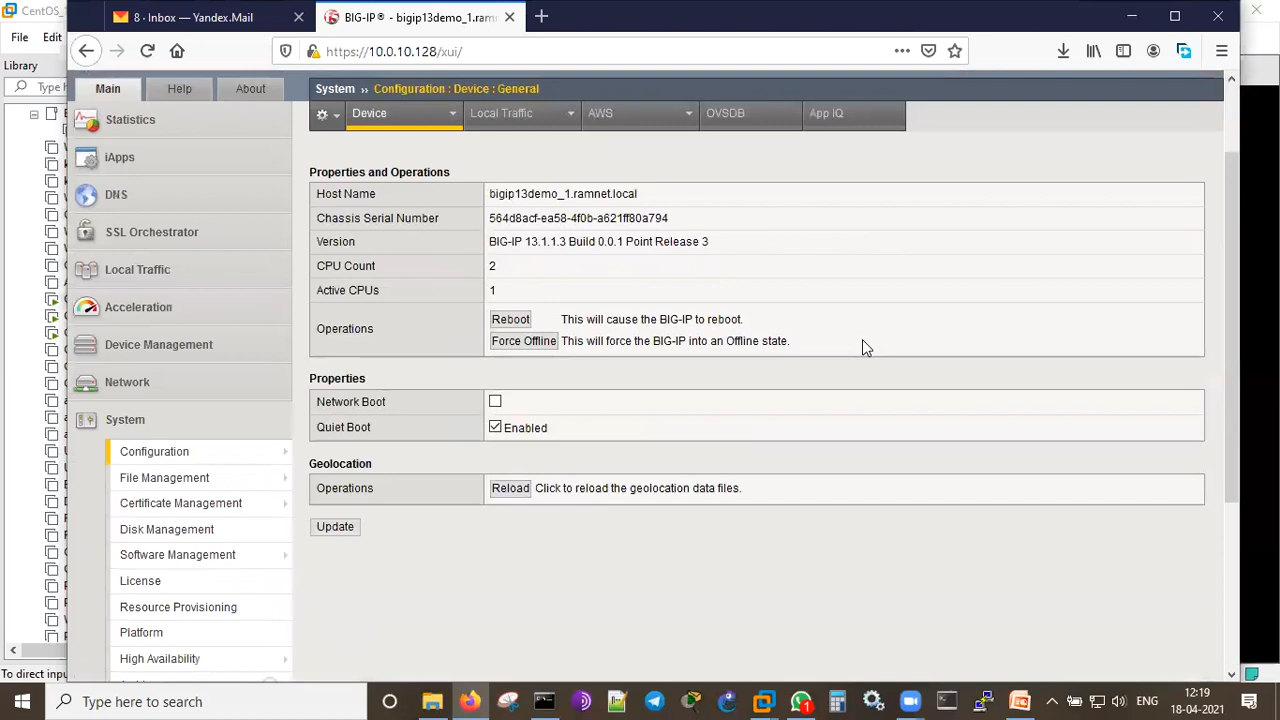 CentOS_
8 · Inbox — Yandex.Mail
BIG-IP® - bigip13demo_1.ramn
File
Edit
https://10.0.10.128/xui/
Library
Type h
Main
Help
About
System ›› Configuration : Device : General
Device
Local Traffic
AWS
OVSDB
App IQ
Statistics
iApps
DNS
SSL Orchestrator
Local Traffic
Acceleration
Device Management
Network
System
Configuration
File Management
Certificate Management
Disk Management
Software Management
License
Resource Provisioning
Platform
High Availability
Properties and Operations
Host Name bigip13demo_1.ramnet.local
Chassis Serial Number 564d8acf-ea58-4f0b-a621ff80a794
Version BIG-IP 13.1.1.3 Build 0.0.1 Point Release 3
CPU Count 2
Active CPUs 1
Operations
Reboot This will cause the BIG-IP to reboot.
Force Offline This will force the BIG-IP into an Offline state.
Properties
Network Boot
Quiet Boot Enabled
Geolocation
Operations Reload Click to reload the geolocation data files.
Update
To direct inpu
Type here to search
1
ENG
12:19
18-04-2021